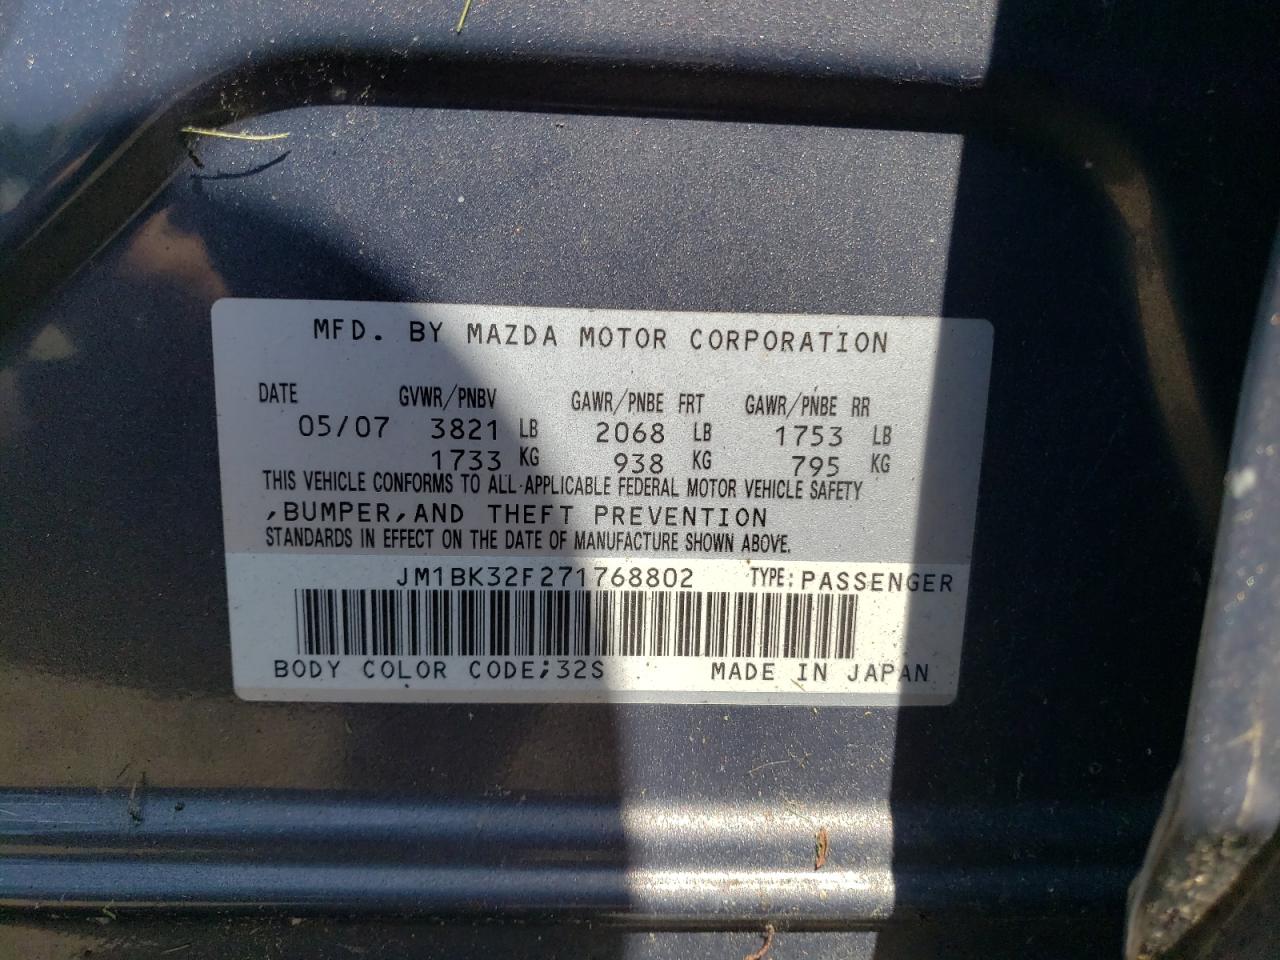 MFD. BY MAZDA MOTOR CORPORATION
DATE GVWR/PNBV GAWR/PNBE FRT GAWR/PNBE RR
05/07 3821 LB 2068 LB 1753 LB
1733 KG 938 KG 795 KG
THIS VEHICLE CONFORMS TO ALL APPLICABLE FEDERAL MOTOR VEHICLE SAFETY
,BUMPER,AND THEFT PREVENTION
STANDARDS IN EFFECT ON THE DATE OF MANUFACTURE SHOWN ABOVE.
JM1BK32F271768802 TYPE:PASSENGER
BODY COLOR CODE;32S MADE IN JAPAN